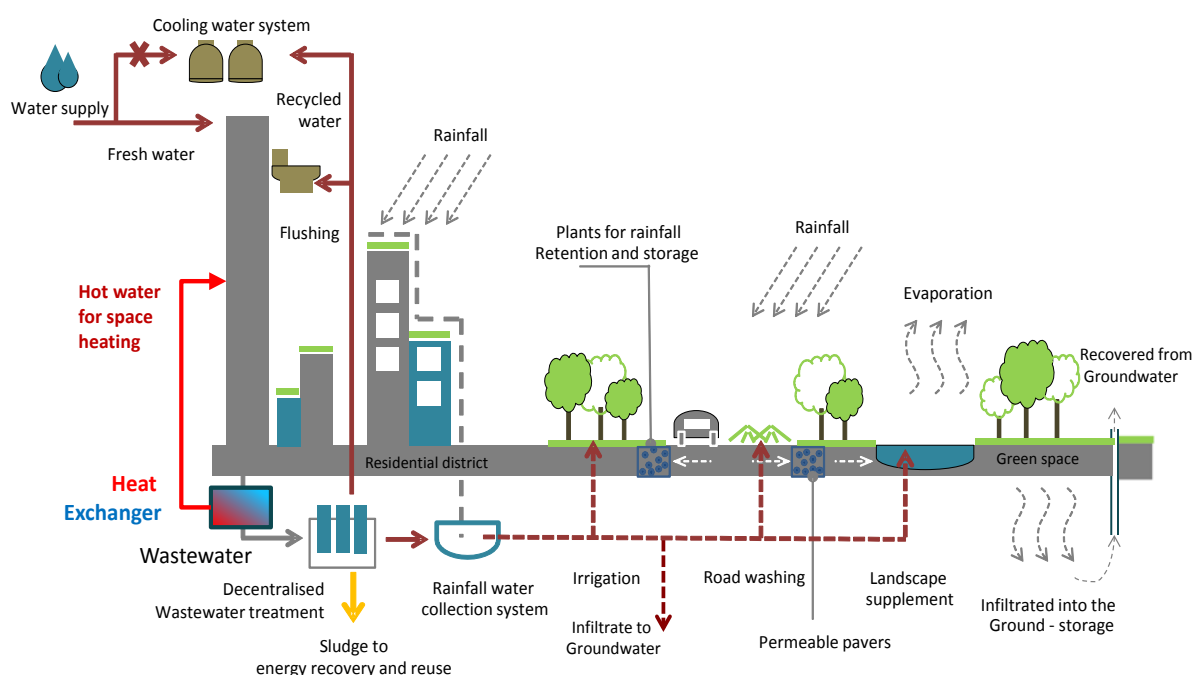 Cooling water system
Water supply
Fresh water
Recycled
water
Flushing
Rainfall
Hot water
for space
heating
Plants for rainfall
Retention and storage
Rainfall
Evaporation
Recovered from
Groundwater
Residential district
Green space
Heat
Exchanger
Wastewater
Decentralised
Wastewater treatment
Rainfall water
collection system
Irrigation
Road washing
Landscape
supplement
Infiltrated into the
Ground - storage
Infiltrate to
Groundwater
Permeable pavers
Sludge to
energy recovery and reuse